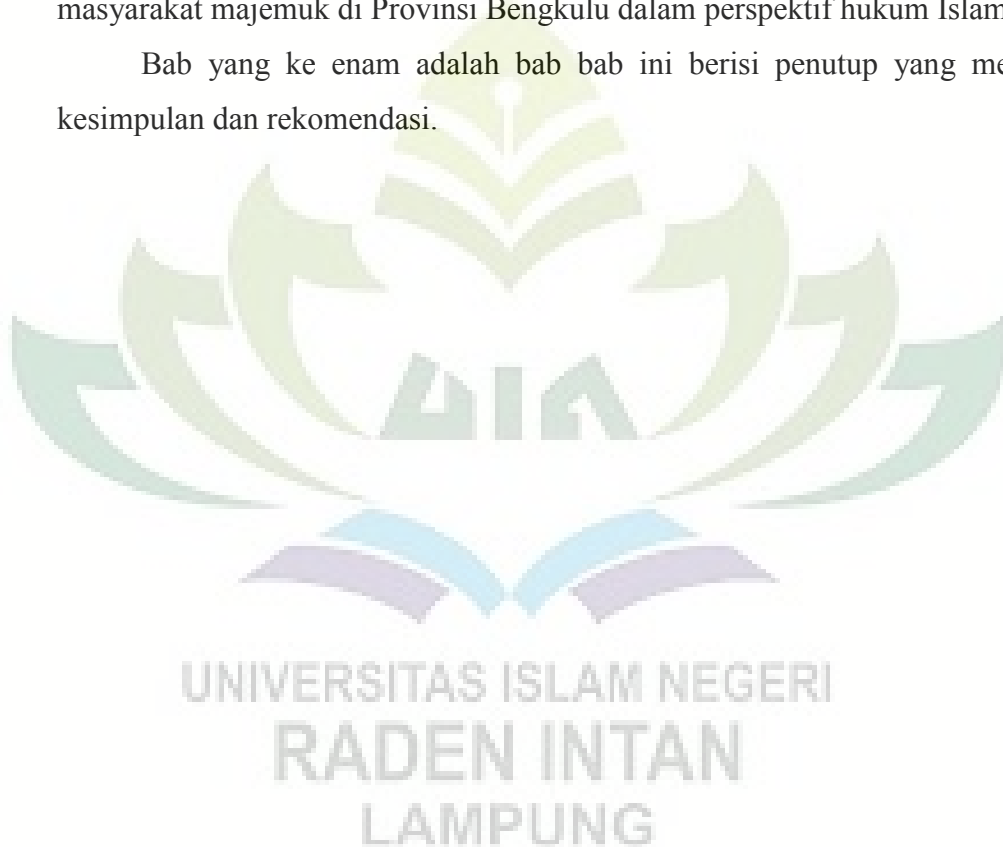 masyarakat majemuk di Provinsi Bengkulu dalam perspektif hukum Islam
Bab yang ke enam adalah bab bab ini berisi penutup yang
kesimpulan dan rekomendasi.
UIN
UNIVERSITAS ISLAM NEGERI
RADEN INTAN
LAMPUNG